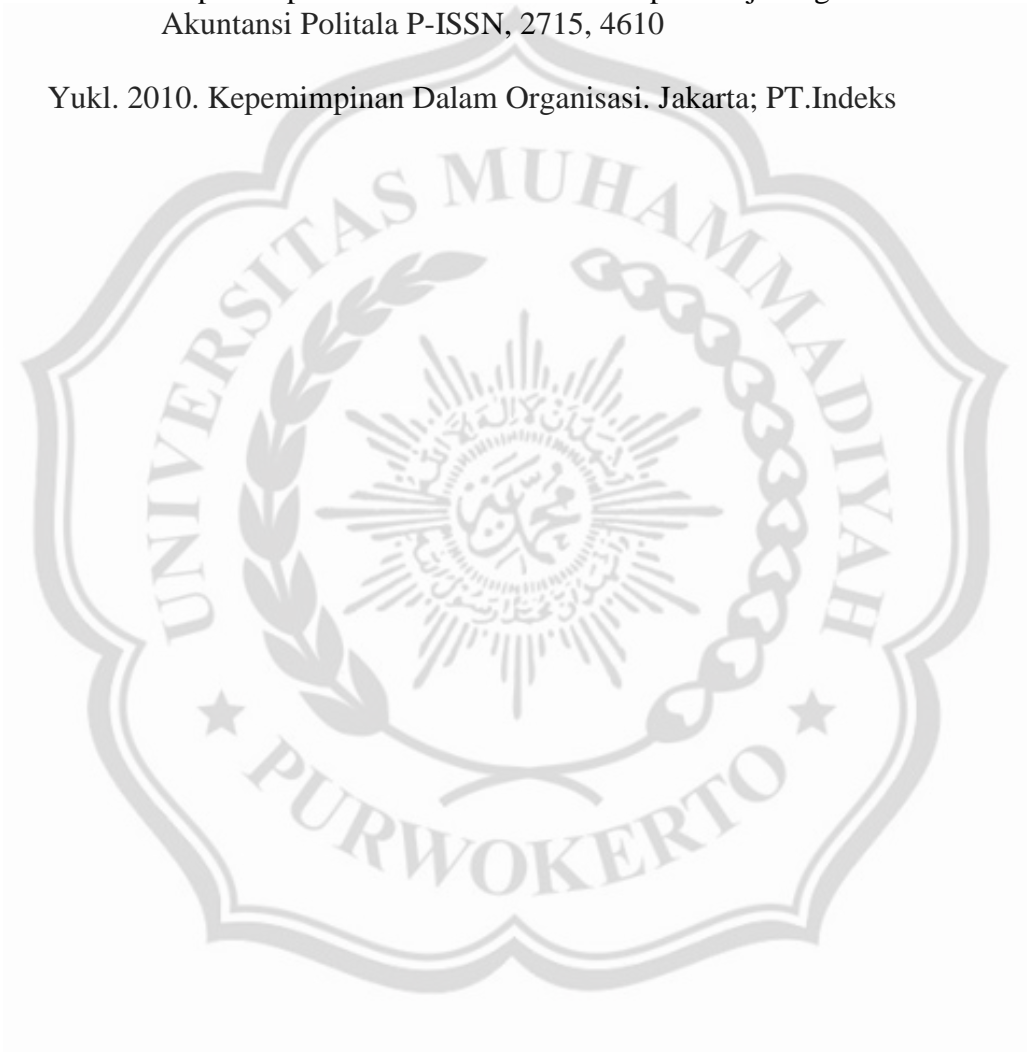 Akuntansi Politala P-ISSN, 2715, 4610
Yukl. 2010. Kepemimpinan Dalam Organisasi. Jakarta; PT.Indeks
UNIVERSITAS MUHAMMADIYAH
PURWOKERTO